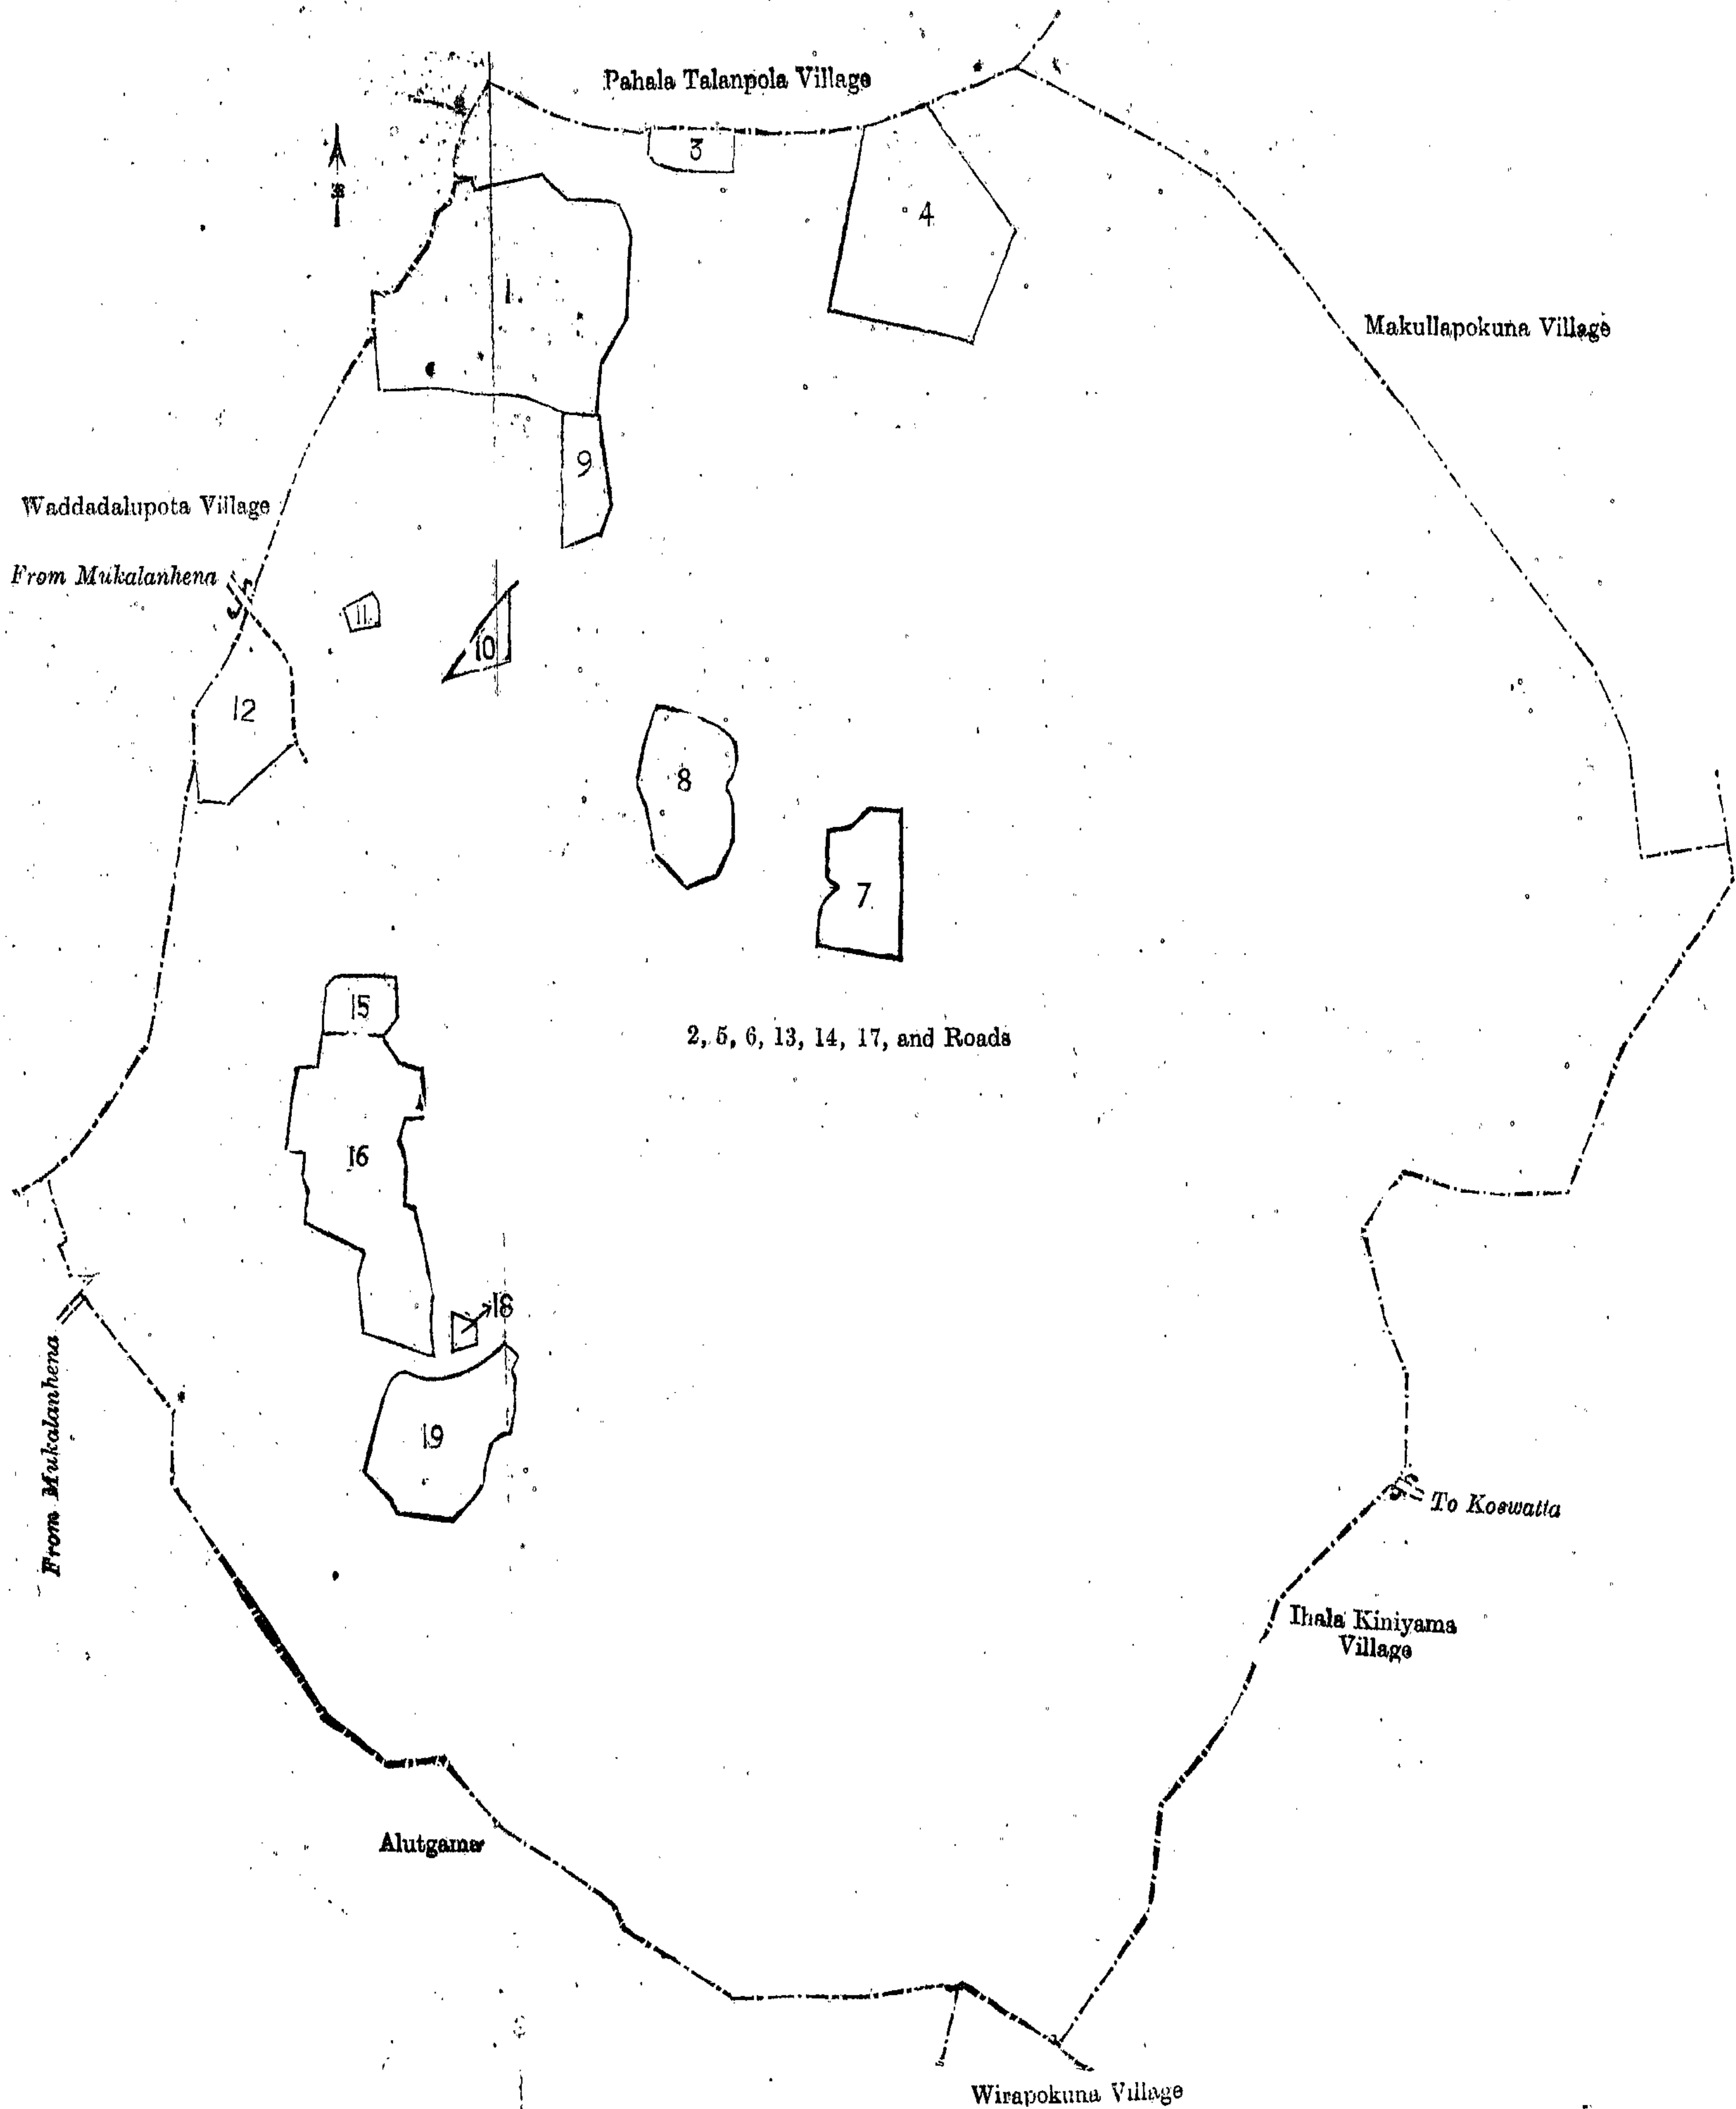 Pahala Talanpola Village
3
4
1.
Makullapokuna Village
9
Waddadalupota Village
From Mukalanhena
11.
10
12
8
7.
15
2, 5, 6, 13, 14, 17, and Roads
16
18
From Mukalanhena
19
To Koswatta
Ihala Kiniyama
Village
Alutgama
Wirapokuna Village